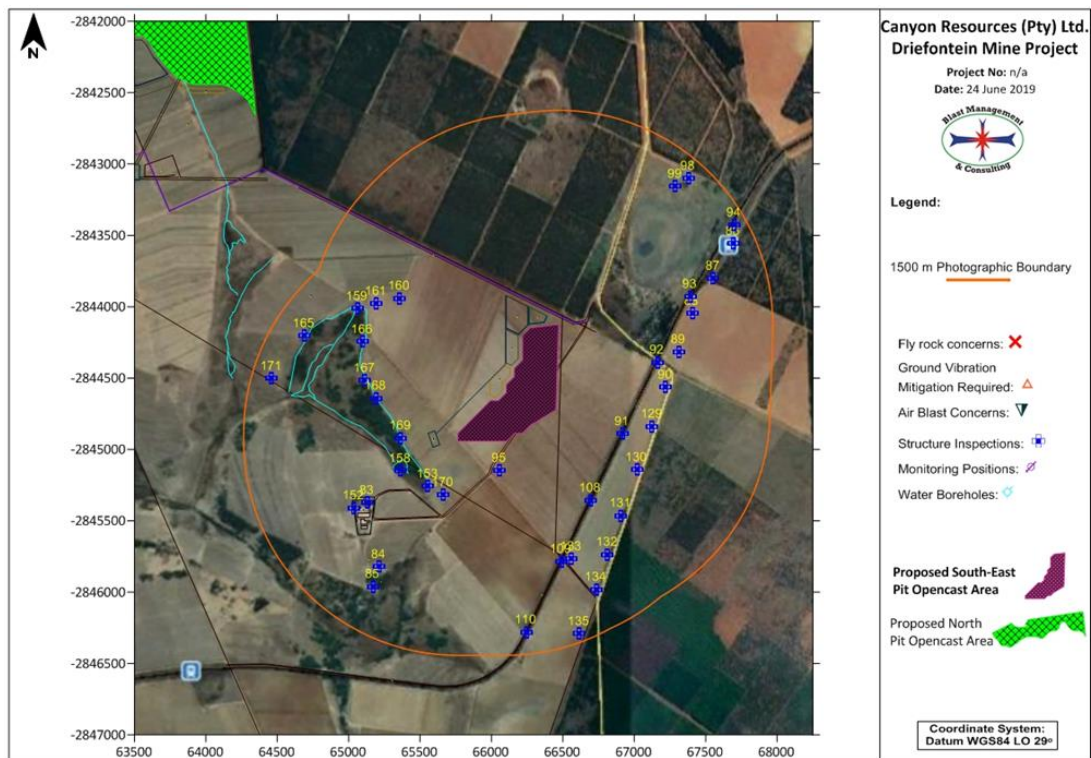 N
-2842000
-2842500
-2843000
-2843500
-2844000
-2844500
-2845000
-2845500
-2846000
-2846500
-2847000
63500 64000 64500 65000 65500 66000 66500 67000 67500 68000
98
99
94
87
93
160
161
159
165
166
89
92
171
167
90
168
91
129
169
158
130
95
153
170
83
152
108
131
84
132
85
134
110
135
Canyon Resources (Pty) Ltd.
Driefontein Mine Project
Project No: n/a
Date: 24 June 2019
Blast Management
& Consulting
Legend:
1500 m Photographic Boundary
Fly rock concerns:
Ground Vibration
Mitigation Required:
Air Blast Concerns:
Structure Inspections:
Monitoring Positions:
Water Boreholes:
Proposed South-East
Pit Opencast Area
Proposed North
Pit Opencast Area
Coordinate System:
Datum WGS84 LO 29º